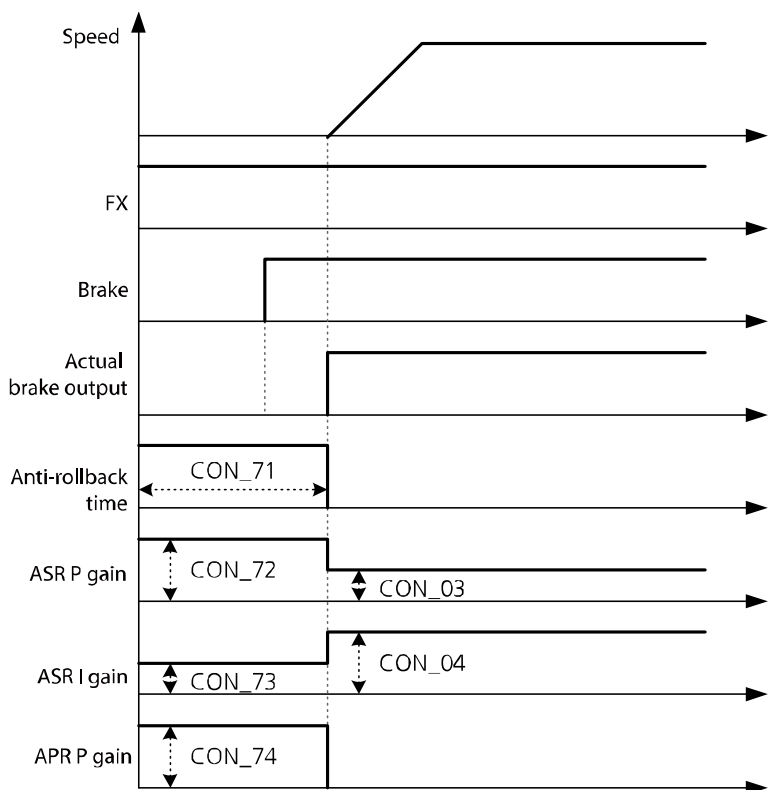 Speed
FX
Brake
Actual
brake output
Anti-rollback
time
CON_71
ASR P gain
CON_72
CON_03
ASR I gain
CON_73
CON_04
APR P gain
CON_74